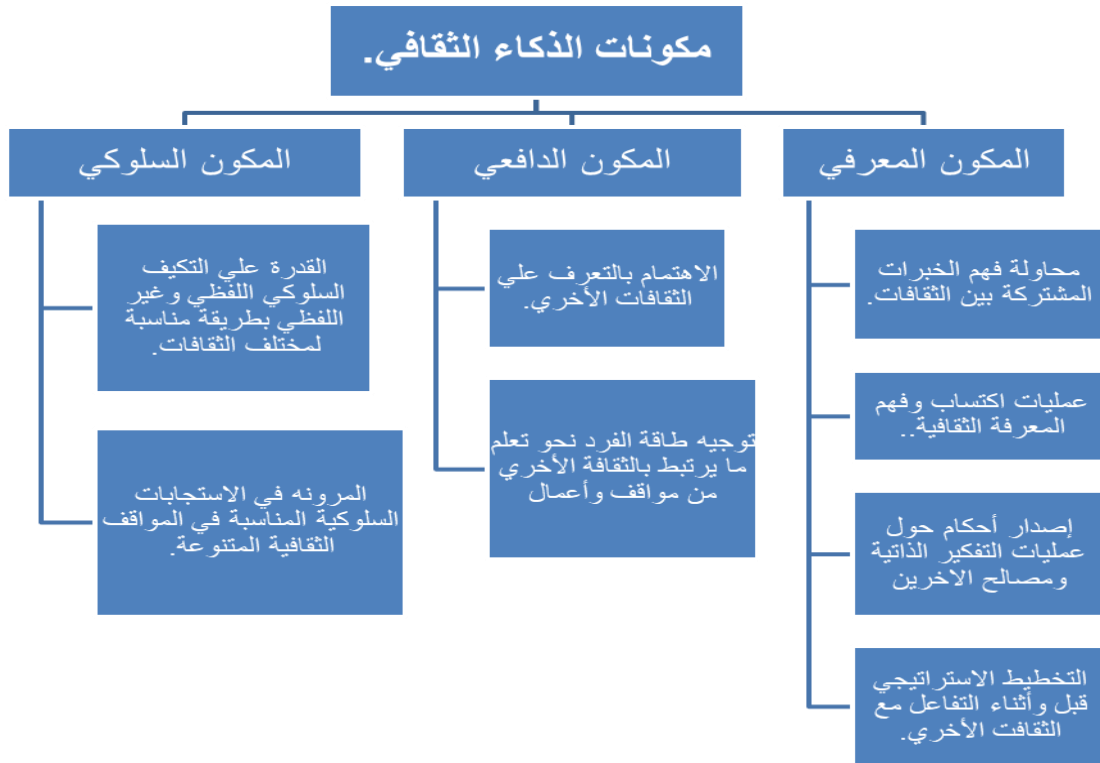 مكونات الذكاء الثقافي.
المكون المعرفي
محاولة فهم الخبرات
المشتركة بين الثقافات.
عمليات اكتساب وفهم
المعرفة الثقافية..
إصدار أحكام حول
عمليات التفكير الذاتية
ومصالح الاخرين
التخطيط الاستراتيجي
قبل وأثناء التفاعل مع
الثقافت الأخري.
المكون الدافعي
الاهتمام بالتعرف علي
الثقافات الأخري.
توجيه طاقة الفرد نحو تعلم
ما يرتبط بالثقافة الأخري
من مواقف وأعمال
المكون السلوكي
القدرة علي التكيف
السلوكي اللفظي وغير
اللفظي بطريقة مناسبة
لمختلف الثقافات.
المرونه في الاستجابات
السلوكية المناسبة في المواقف
الثقافية المتنوعة.